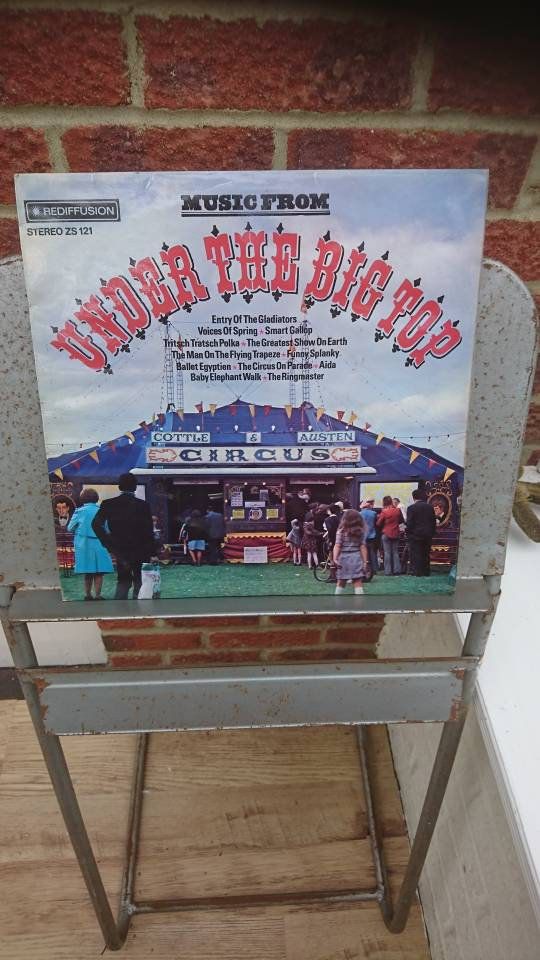 MUSIC FROM
REDIFFUSION
STEREO ZS 121
UNDER THE BIG TOP
Entry Of The Gladiators
Voices Of Spring ★ Smart Gallop
Tritsch Tratsch Polka ★ The Greatest Show On Earth
The Man On The Flying Trapeze ★ Funny Splanky
Ballet Egyptien ★ The Circus On Parade ★ Aida
Baby Elephant Walk ★ The Ringmaster
COTTLE & AUSTEN
CIRCUS